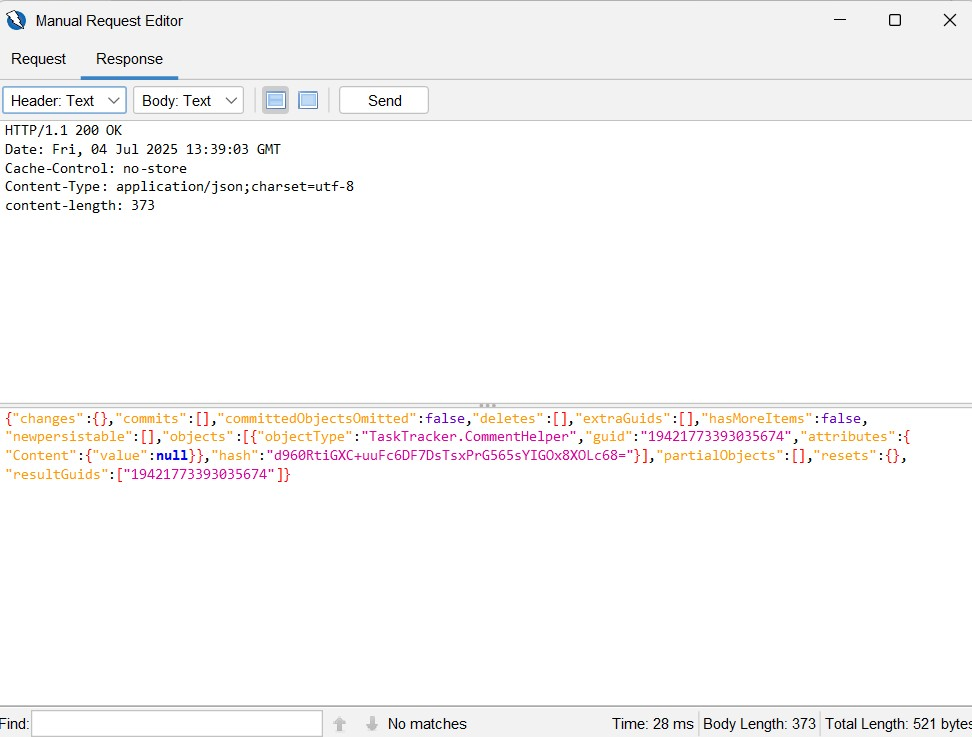 Manual Request Editor
Request Response
Header: Text Body: Text Send
HTTP/1.1 200 OK
Date: Fri, 04 Jul 2025 13:39:03 GMT
Cache-Control: no-store
Content-Type: application/json;charset=utf-8
content-length: 373
{"changes":{},"commits":[],"committedObjectsOmitted":false,"deletes":[],"extraGuids":[],"hasMoreItems":false,
"newpersistable":[],"objects":[{"objectType":"TaskTracker.CommentHelper","guid":"19421773393035674","attributes":{
"Content":{"value":null}},"hash":"d960RtiGXC+uuFc6DF7DsTsxPrG565sYIGOx8XOLc68="}],"partialObjects":[],"resets":{},
"resultGuids":["19421773393035674"]}
Find: No matches Time: 28 ms Body Length: 373 Total Length: 521 bytes